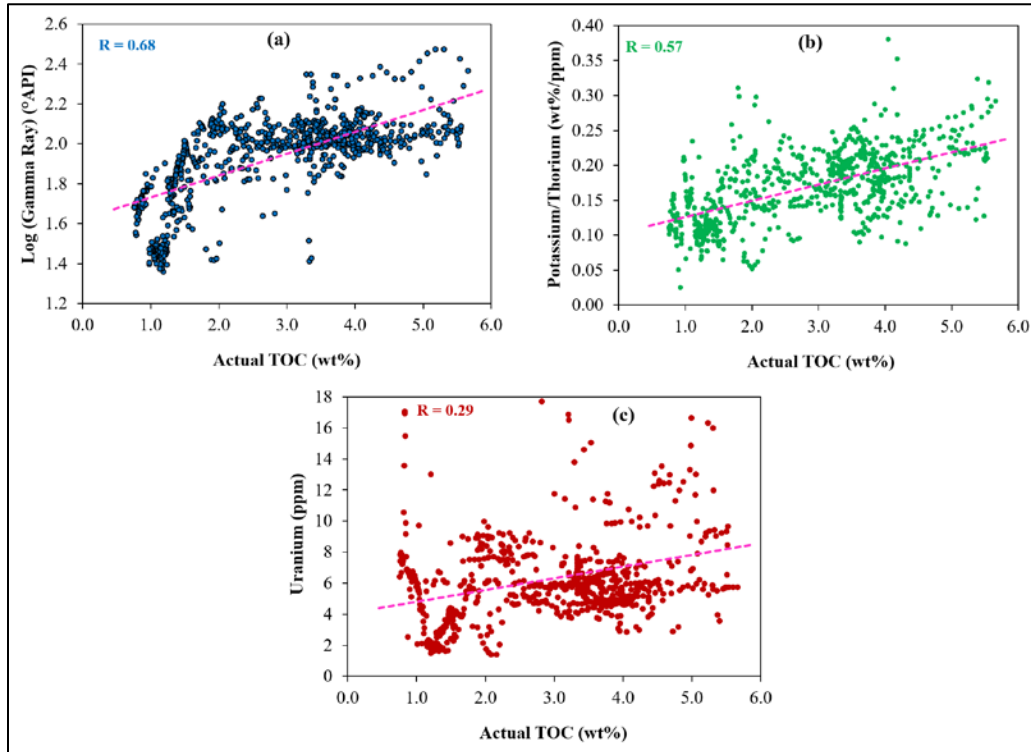 R = 0.68
(a)
Log (Gamma Ray) (°API)
2.6
2.4
2.2
2.0
1.8
1.6
1.4
1.2
0.0 1.0 2.0 3.0 4.0 5.0 6.0
Actual TOC (wt%)
R = 0.57
(b)
Potassium/Thorium (wt%/ppm)
0.40
0.35
0.30
0.25
0.20
0.15
0.10
0.05
0.00
0.0 1.0 2.0 3.0 4.0 5.0 6.0
Actual TOC (wt%)
R = 0.29
(c)
Uranium (ppm)
18
16
14
12
10
8
6
4
2
0
0.0 1.0 2.0 3.0 4.0 5.0 6.0
Actual TOC (wt%)